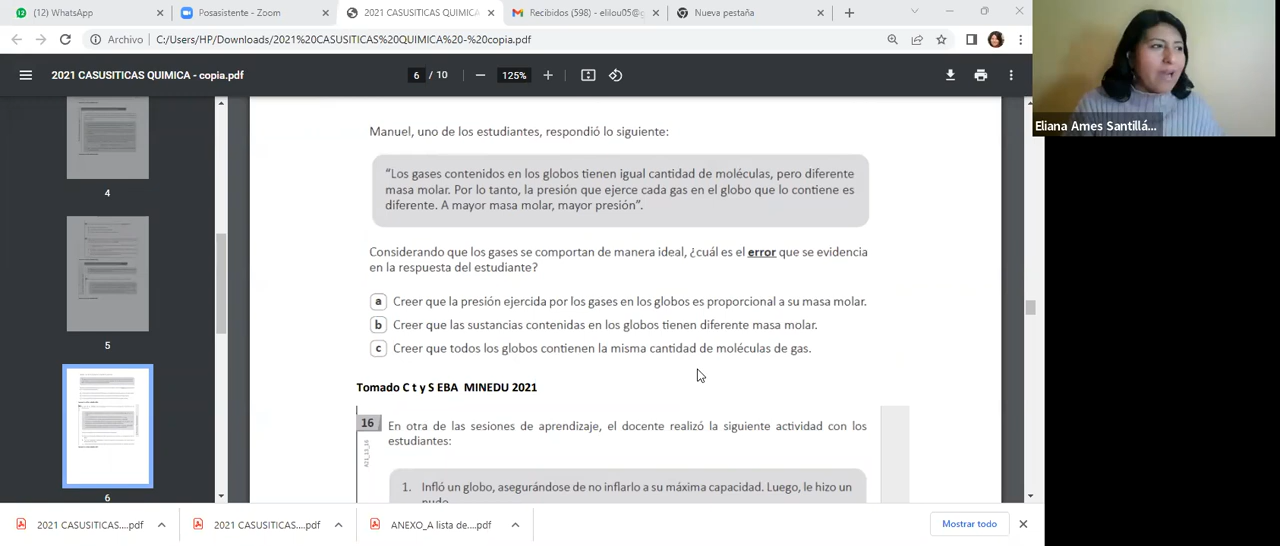 (12) WhatsApp
Posasistente - Zoom
2021 CASUSITICAS QUIMICA
Recibidos (598) - elilou05@g
Nueva pestaña
Archivo
C:/Users/HP/Downloads/2021%20CASUSITICAS%20QUIMICA%20-%20copia.pdf
2021 CASUSITICAS QUIMICA - copia.pdf
6 / 10
125%
Eliana Ames Santillá...
4
5
6
Manuel, uno de los estudiantes, respondió lo siguiente:
“Los gases contenidos en los globos tienen igual cantidad de moléculas, pero diferente
masa molar. Por lo tanto, la presión que ejerce cada gas en el globo que lo contiene es
diferente. A mayor masa molar, mayor presión”.
Considerando que los gases se comportan de manera ideal, ¿cuál es el error que se evidencia
en la respuesta del estudiante?
a Creer que la presión ejercida por los gases en los globos es proporcional a su masa molar.
b Creer que las sustancias contenidas en los globos tienen diferente masa molar.
c Creer que todos los globos contienen la misma cantidad de moléculas de gas.
Tomado C t y S EBA MINEDU 2021
16 En otra de las sesiones de aprendizaje, el docente realizó la siguiente actividad con los
estudiantes:
1. Infló un globo, asegurándose de no inflarlo a su máxima capacidad. Luego, le hizo un
nudo.
2021 CASUSITICAS....pdf
2021 CASUSITICAS....pdf
ANEXO_A lista de....pdf
Mostrar todo